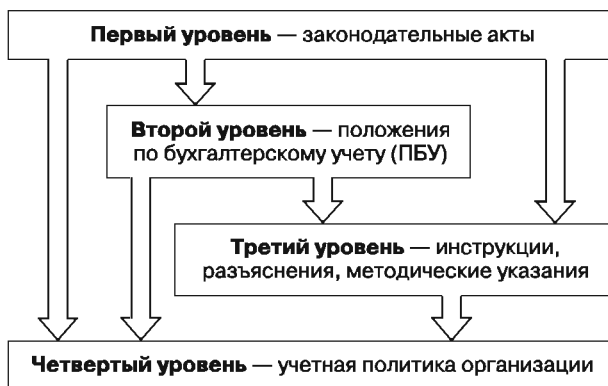 Первый уровень — законодательные акты
Второй уровень — положения
по бухгалтерскому учету (ПБУ)
Третий уровень — инструкции,
разъяснения, методические указания
Четвертый уровень — учетная политика организации